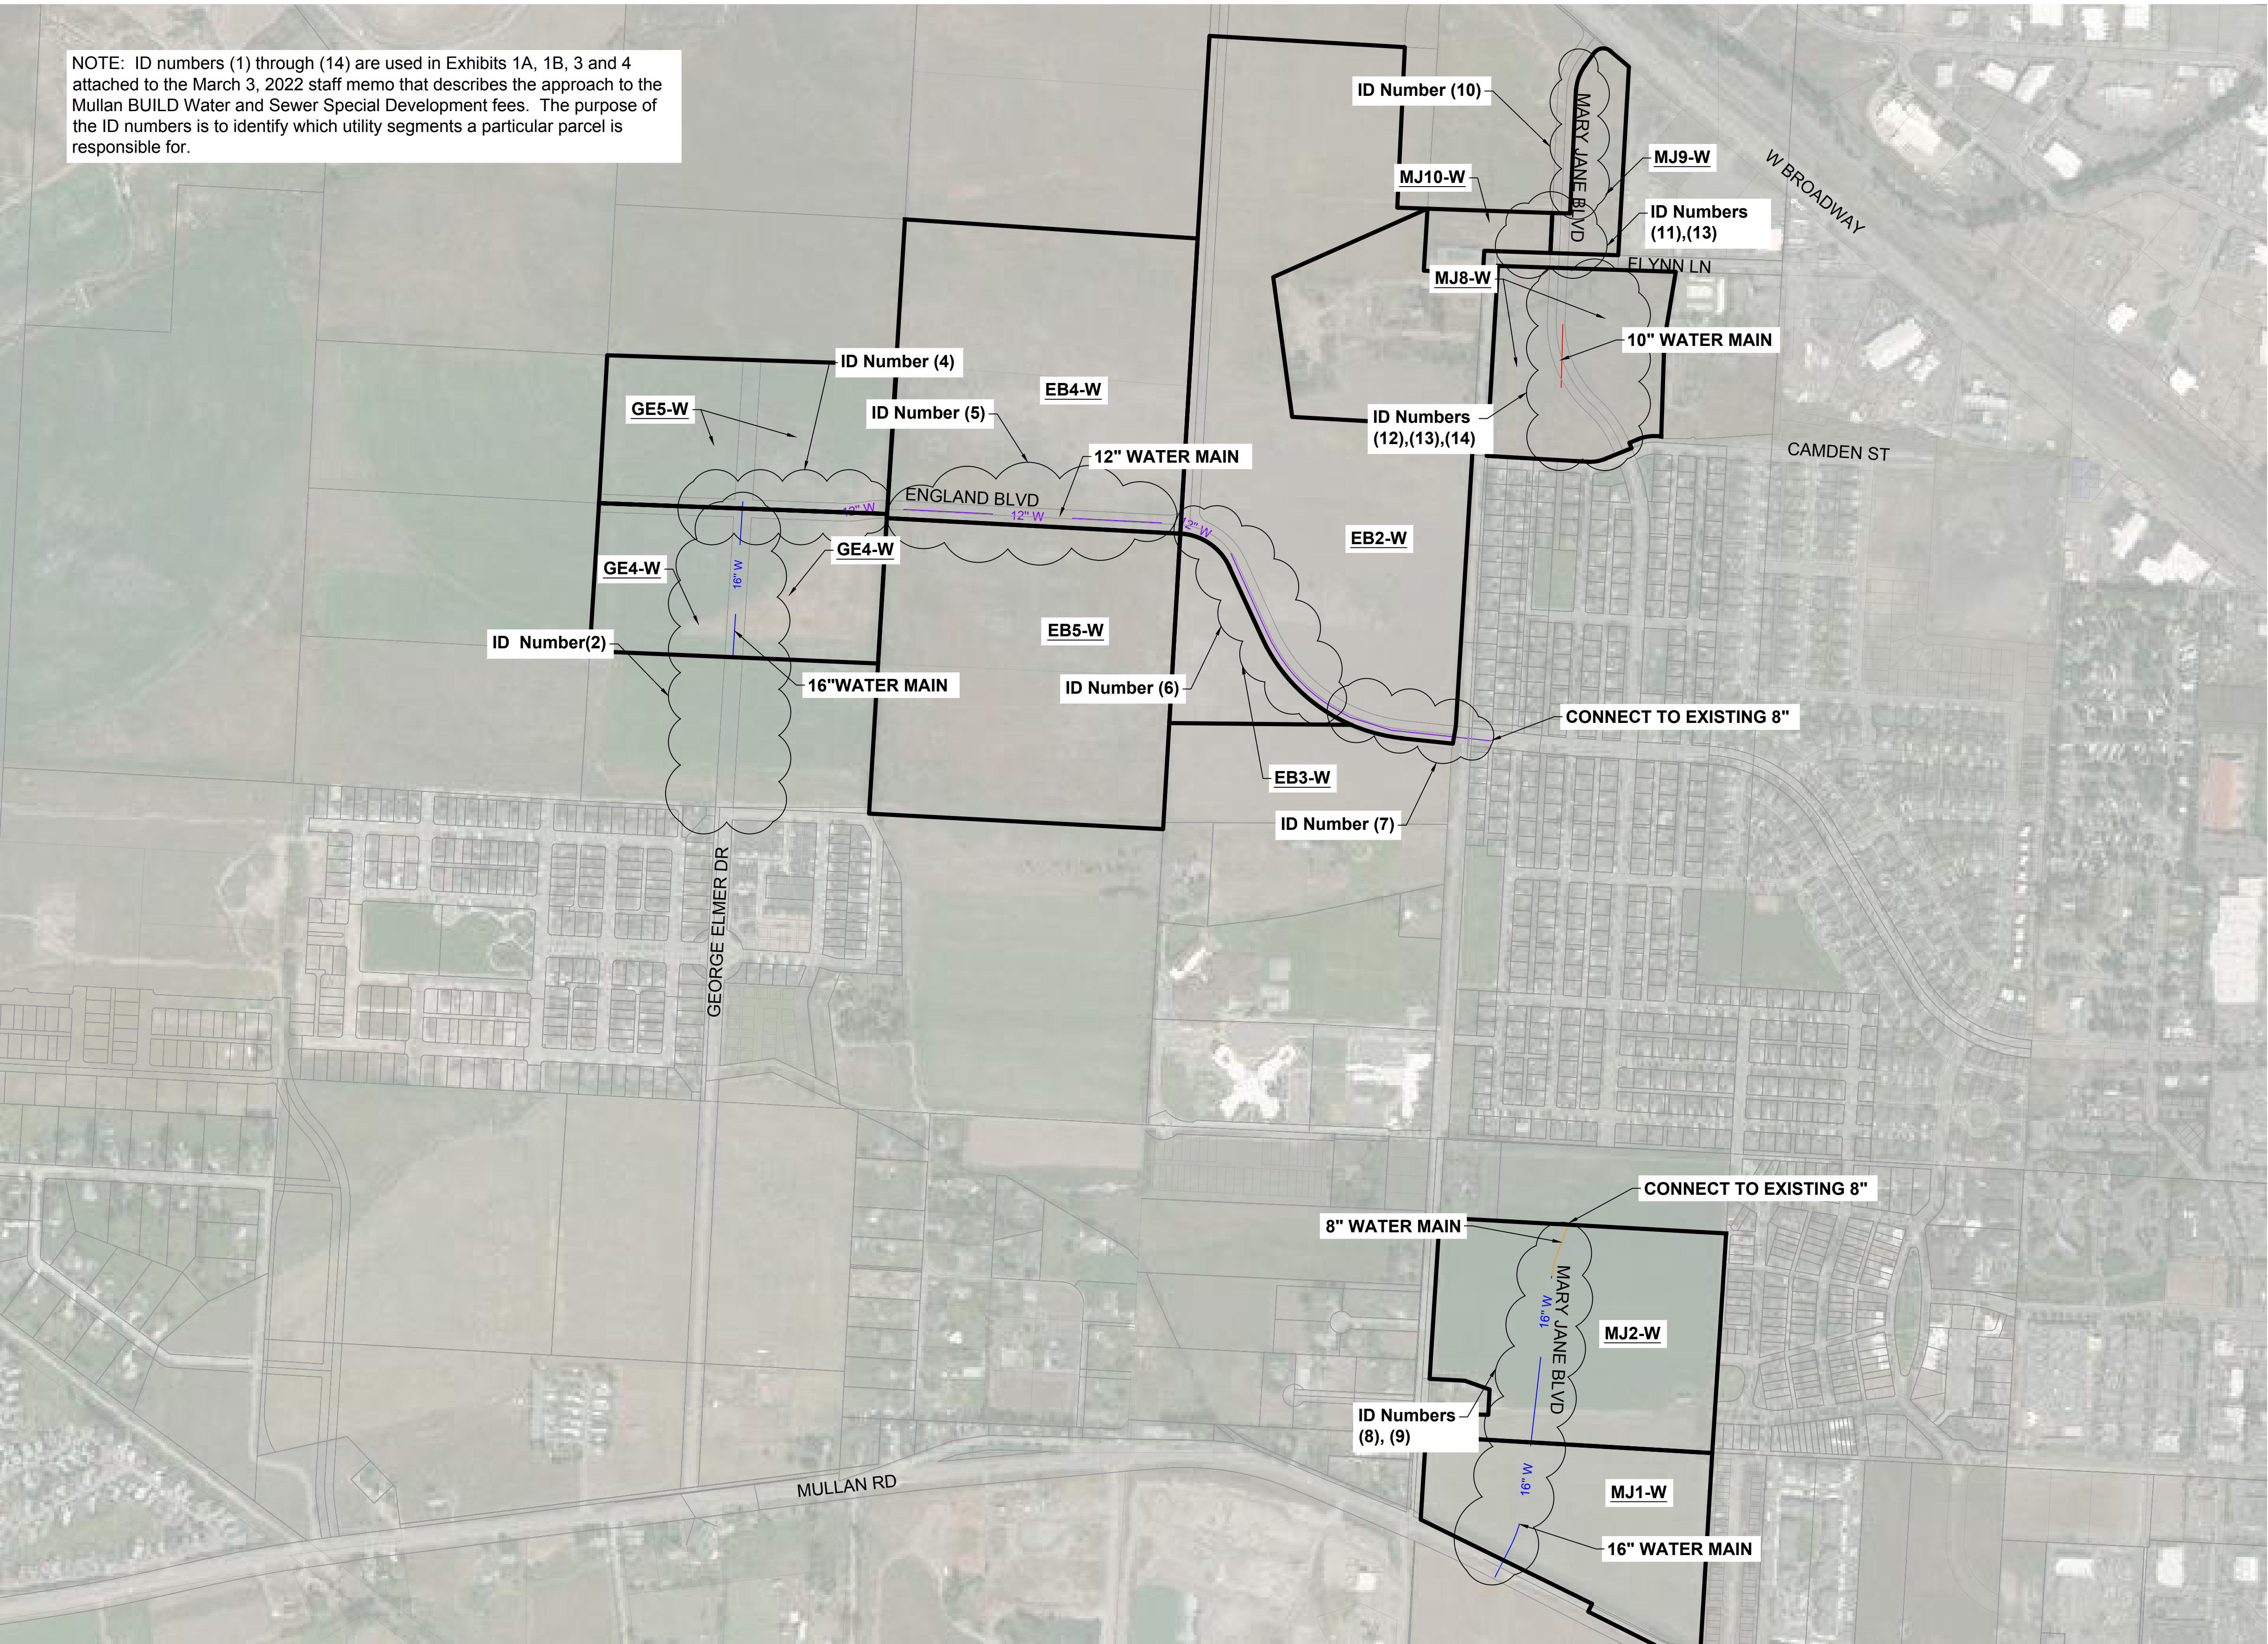 NOTE: ID numbers (1) through (14) are used in Exhibits 1A, 1B, 3 and 4
attached to the March 3, 2022 staff memo that describes the approach to the
Mullan BUILD Water and Sewer Special Development fees. The purpose of
the ID numbers is to identify which utility segments a particular parcel is
responsible for.
ID Number (10)
MARY JANE BLVD
MJ9-W
W BROADWAY
MJ10-W
ID Numbers
(11),(13)
FLYNN LN
MJ8-W
10" WATER MAIN
ID Number (4)
EB4-W
GE5-W
ID Number (5)
ID Numbers
(12),(13),(14)
12" WATER MAIN
CAMDEN ST
ENGLAND BLVD
12" W
12" W
12" W
EB2-W
GE4-W
GE4-W
16" W
EB5-W
ID Number(2)
16"WATER MAIN
ID Number (6)
CONNECT TO EXISTING 8"
EB3-W
ID Number (7)
GEORGE ELMER DR
CONNECT TO EXISTING 8"
8" WATER MAIN
MARY JANE BLVD
16" W
MJ2-W
ID Numbers
(8), (9)
16" W
MULLAN RD
MJ1-W
16" WATER MAIN